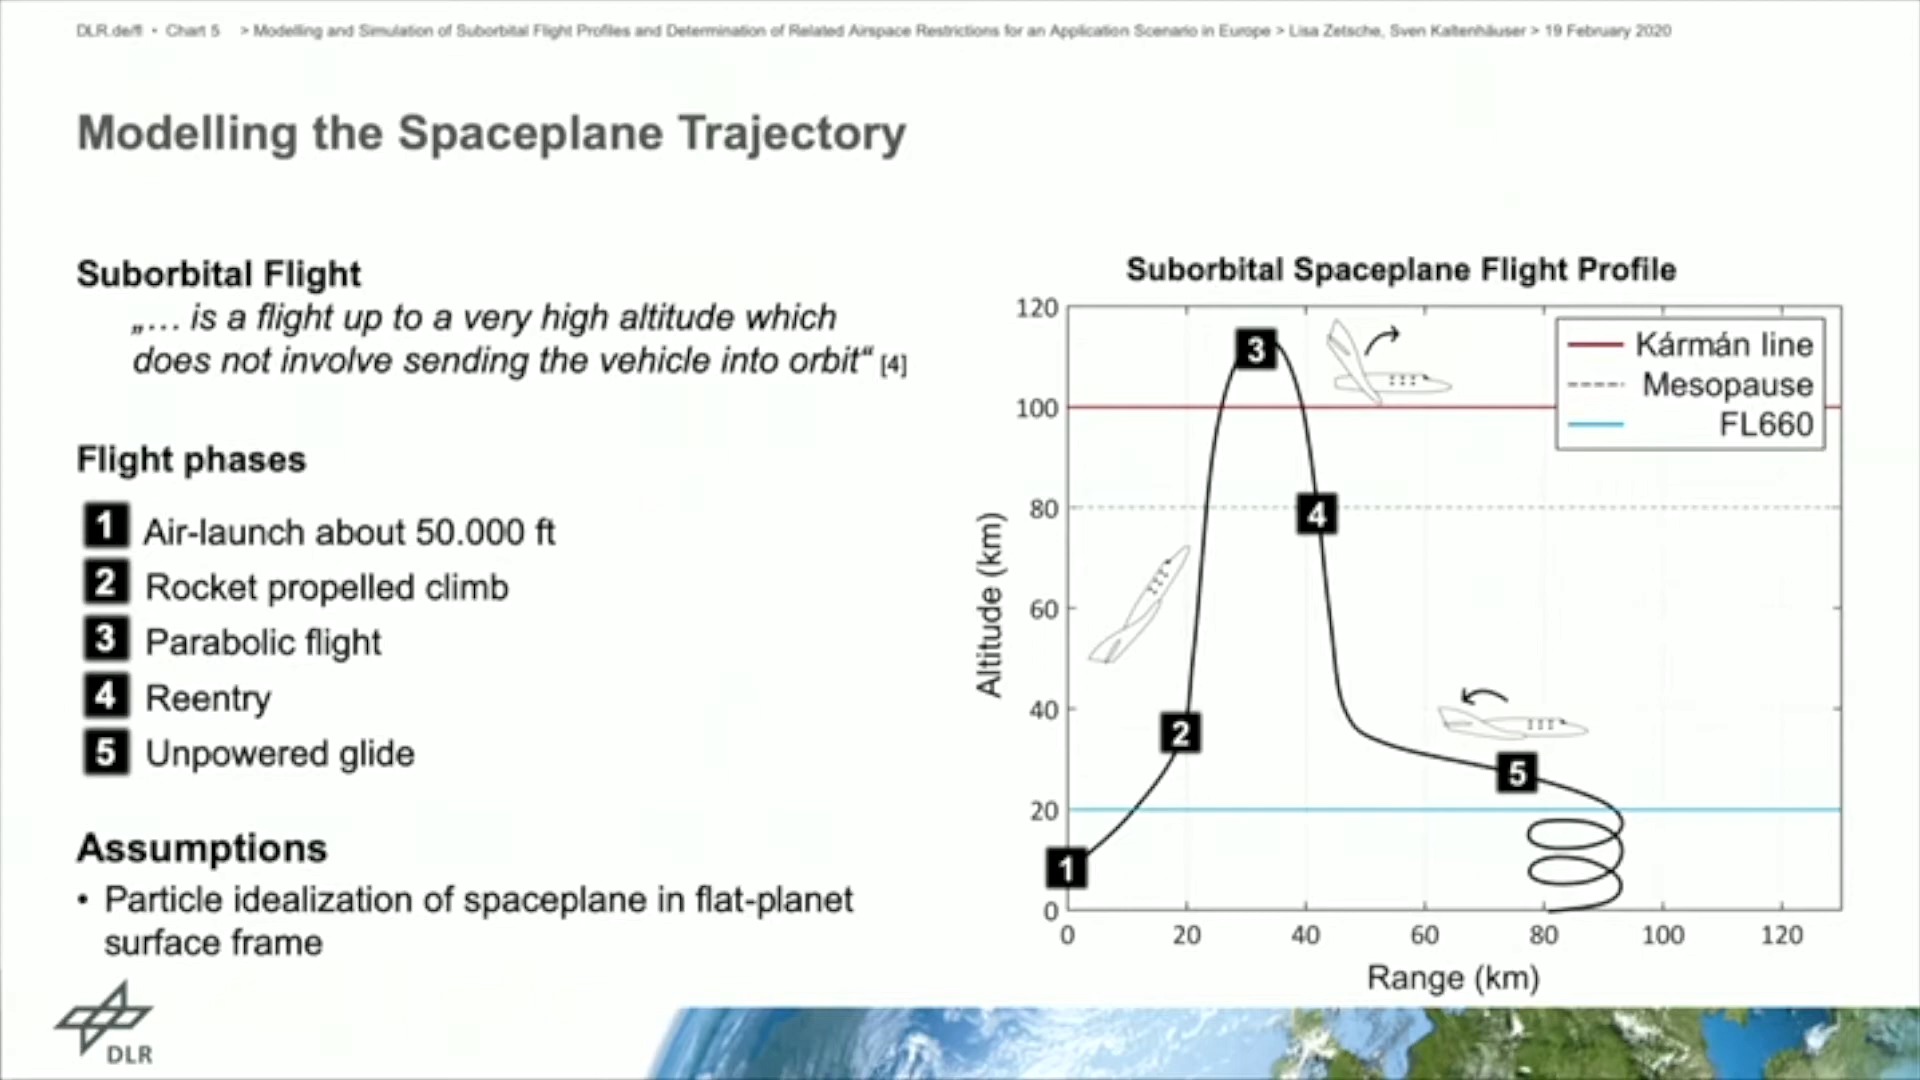 DLR.de/fl • Chart 5 > Modelling and Simulation of Suborbital Flight Profiles and Determination of Related Airspace Restrictions for an Application Scenario in Europe > Lisa Zetsche, Sven Kaltenhäuser > 19 February 2020
Modelling the Spaceplane Trajectory
Suborbital Flight
„… is a flight up to a very high altitude which
does not involve sending the vehicle into orbit“ [4]
Flight phases
1 Air-launch about 50.000 ft
2 Rocket propelled climb
3 Parabolic flight
4 Reentry
5 Unpowered glide
Assumptions
• Particle idealization of spaceplane in flat-planet
surface frame
DLR
Suborbital Spaceplane Flight Profile
Kármán line
Mesopause
FL660
Altitude (km)
120
100
80
60
40
20
0
1
2
3
4
5
0 20 40 60 80 100 120
Range (km)